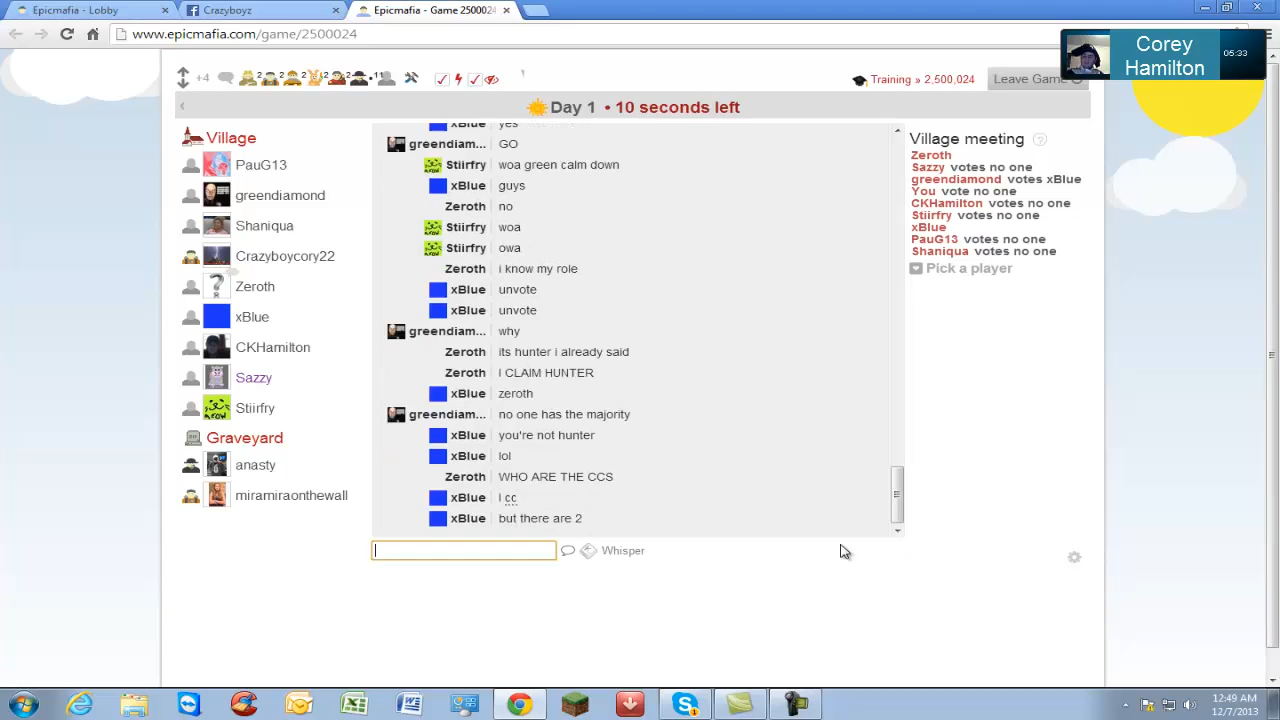 Epicmafia - Lobby
Crazyboyz
Epicmafia - Game 2500024
www.epicmafia.com/game/2500024
Corey Hamilton
05:33
+4
2 2 2 2 2 11
Training » 2,500,024
Leave Game
Day 1 • 10 seconds left
Village
PauG13
greendiamond
Shaniqua
Crazyboycory22
Zeroth
xBlue
CKHamilton
Sazzy
Stiirfry
Graveyard
anasty
miramiraonthewall
xBlue yes
greendiam... GO
Stiirfry woa green calm down
xBlue guys
Zeroth no
Stiirfry woa
Stiirfry owa
Zeroth i know my role
xBlue unvote
xBlue unvote
greendiam... why
Zeroth its hunter i already said
Zeroth I CLAIM HUNTER
xBlue zeroth
greendiam... no one has the majority
xBlue you're not hunter
xBlue lol
Zeroth WHO ARE THE CCS
xBlue I cc
xBlue but there are 2
Whisper
Village meeting ?
Zeroth
Sazzy votes no one
greendiamond votes xBlue
You vote no one
CKHamilton votes no one
Stiirfry votes no one
xBlue
PauG13 votes no one
Shaniqua votes no one
Pick a player
12:49 AM
12/7/2013